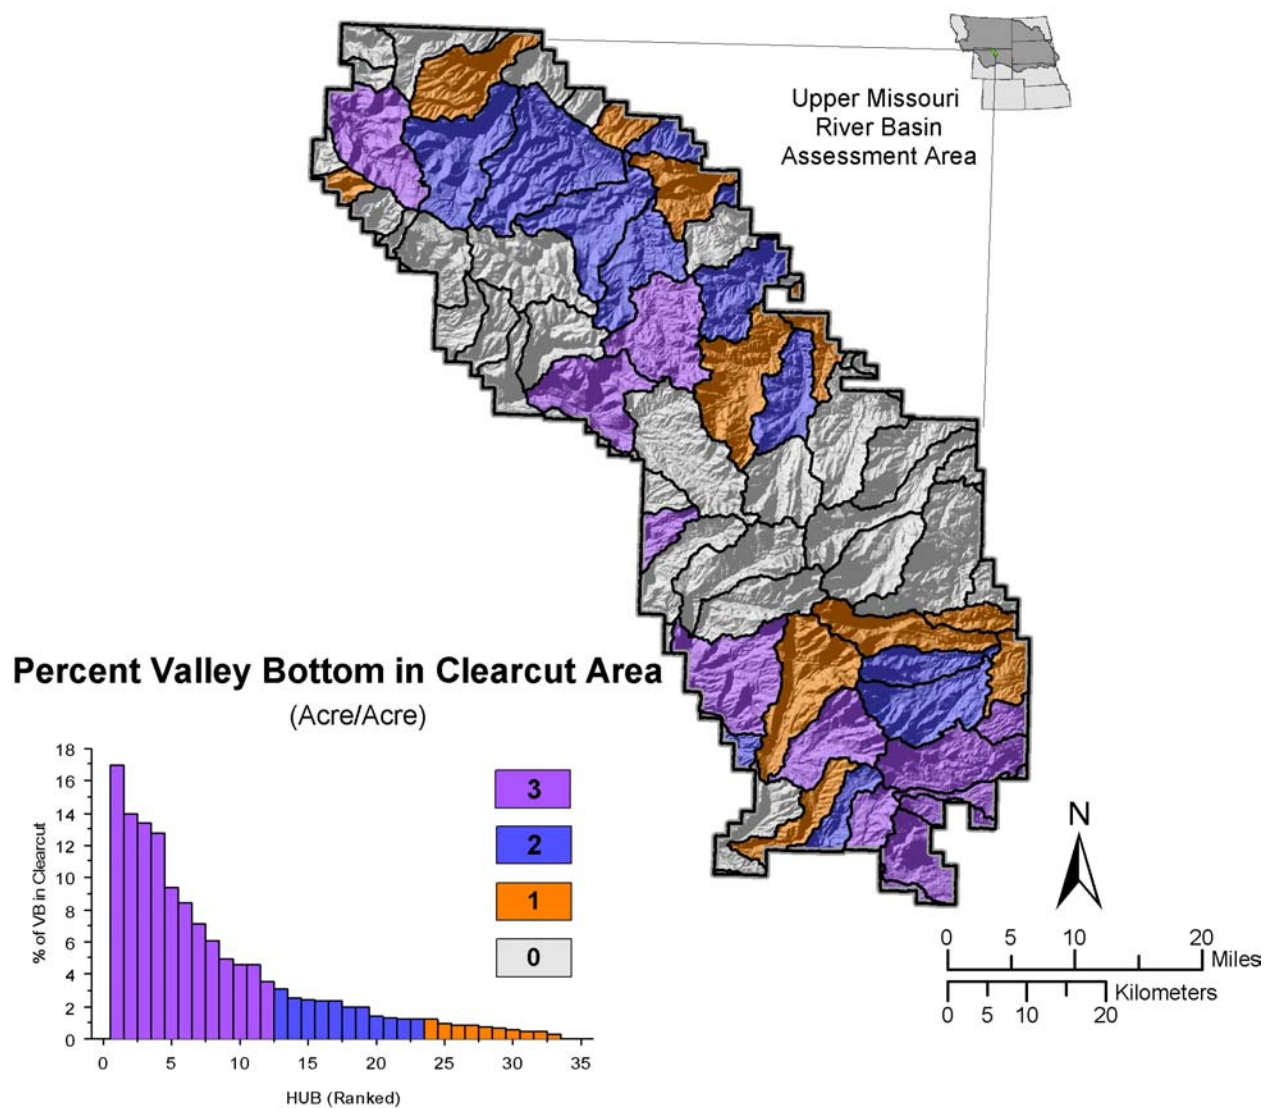 Upper Missouri
River Basin
Assessment Area
Percent Valley Bottom in Clearcut Area
(Acre/Acre)
% of VB in Clearcut
18
16
14
12
10
8
6
4
2
0
0 5 10 15 20 25 30 35
HUB (Ranked)
3
2
1
0
N
0 5 10 20
Miles
Kilometers
0 5 10 20